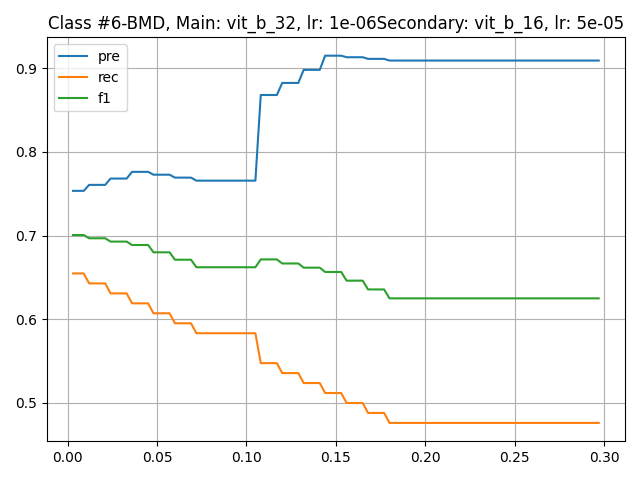 Class #6-BMD, Main: vit_b_32, lr: 1e-06Secondary: vit_b_16, lr: 5e-05
pre
rec
f1
0.9
0.8
0.7
0.6
0.5
0.00 0.05 0.10 0.15 0.20 0.25 0.30